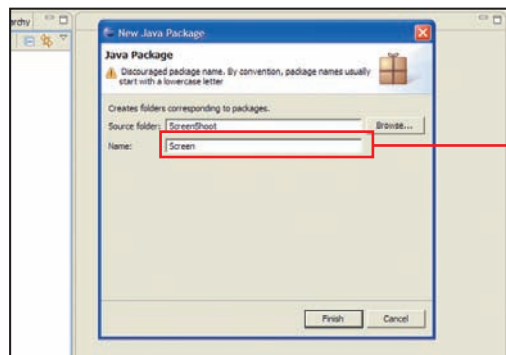 rchy
New Java Package
Java Package
Discouraged package name. By convention, package names usually
start with a lowercase letter
Creates folders corresponding to packages.
Source folder: ScreenShoot Browse...
Name: Screen
Finish Cancel